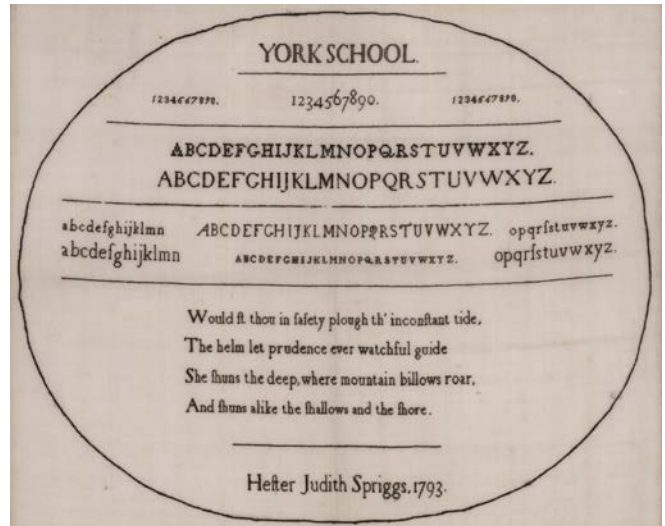 YORK SCHOOL.
1234567890. 1234567890. 1234567890.
ABCDEFGHIJKLMNOPQRSTUVWXYZ.
ABCDEFGHIJKLMNOPQRSTUVWXYZ.
abcdefghijklmn ABCDEFGHIJKLMNOPQRSTUVWXYZ. opqrſstuvwxyz.
abcdefghijklmn ABCDEFGHIJKLMNOPQRSTUVWXYZ. opqrſstuvwxyz.
Would ſt thou in ſafety plough th' inconſtant tide,
The helm let prudence ever watchful guide
She ſhuns the deep, where mountain billows roar,
And ſhuns alike the ſhallows and the ſhore.
Heſter Judith Spriggs, 1793.